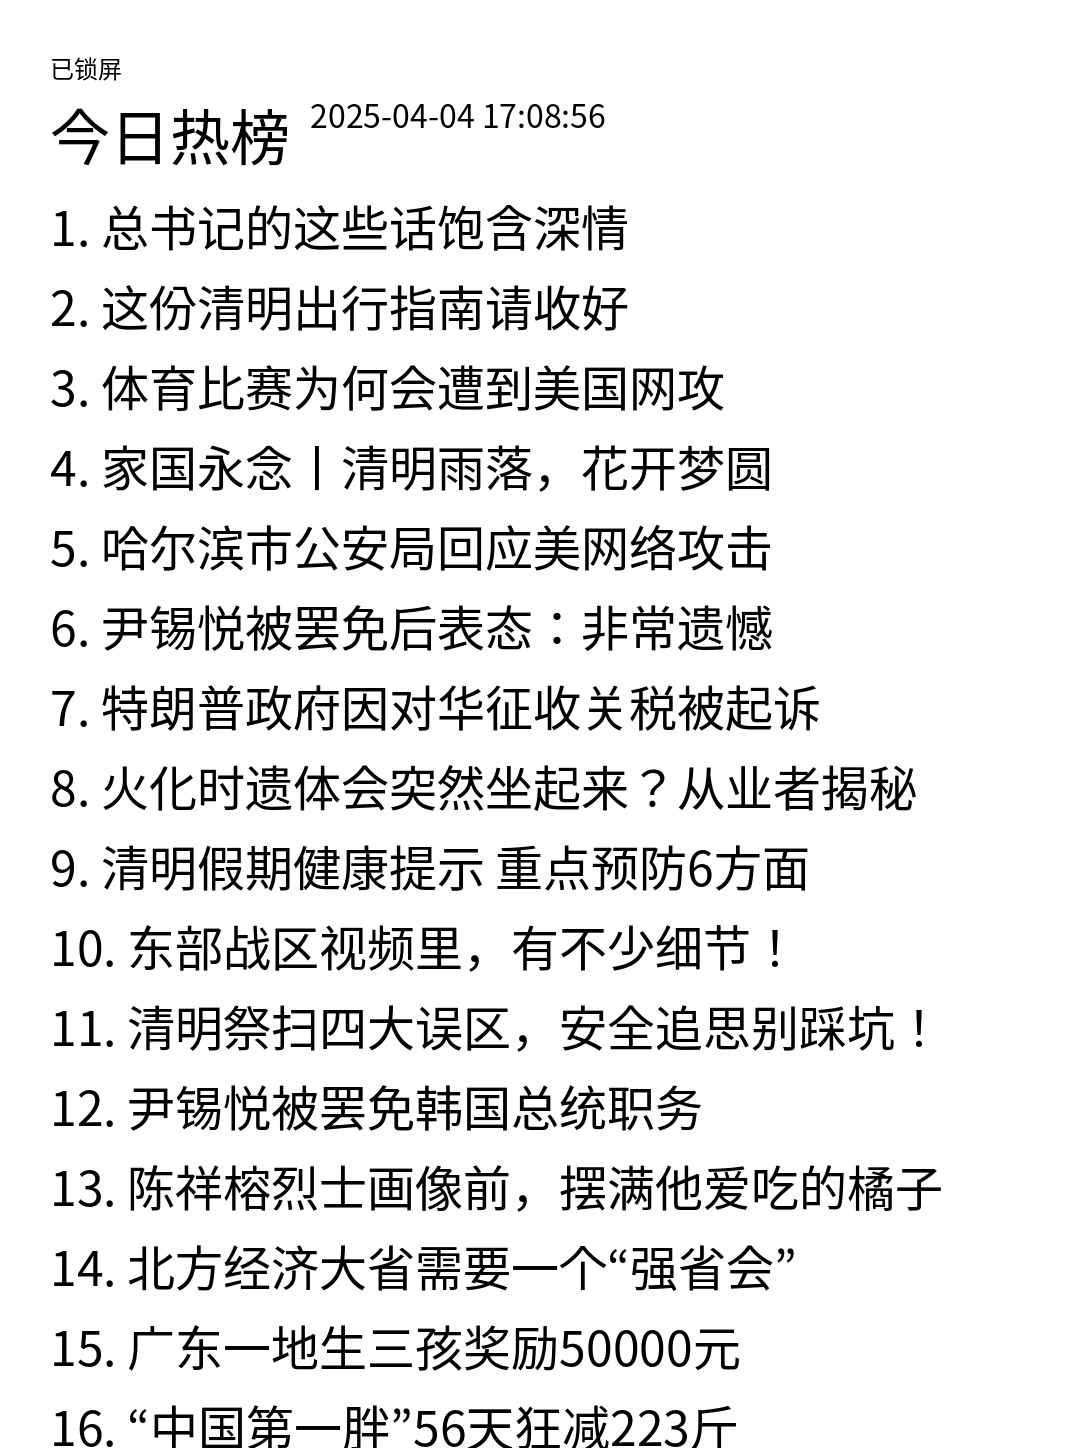 已锁屏
今日热榜 2025-04-04 17:08:56
1. 总书记的这些话饱含深情
2. 这份清明出行指南请收好
3. 体育比赛为何会遭到美国网攻
4. 家国永念丨清明雨落，花开梦圆
5. 哈尔滨市公安局回应美网络攻击
6. 尹锡悦被罢免后表态：非常遗憾
7. 特朗普政府因对华征收关税被起诉
8. 火化时遗体会突然坐起来？从业者揭秘
9. 清明假期健康提示 重点预防6方面
10. 东部战区视频里，有不少细节！
11. 清明祭扫四大误区，安全追思别踩坑！
12. 尹锡悦被罢免韩国总统职务
13. 陈祥榕烈士画像前，摆满他爱吃的橘子
14. 北方经济大省需要一个“强省会”
15. 广东一地生三孩奖励50000元
16. “中国第一胖”56天狂减223斤